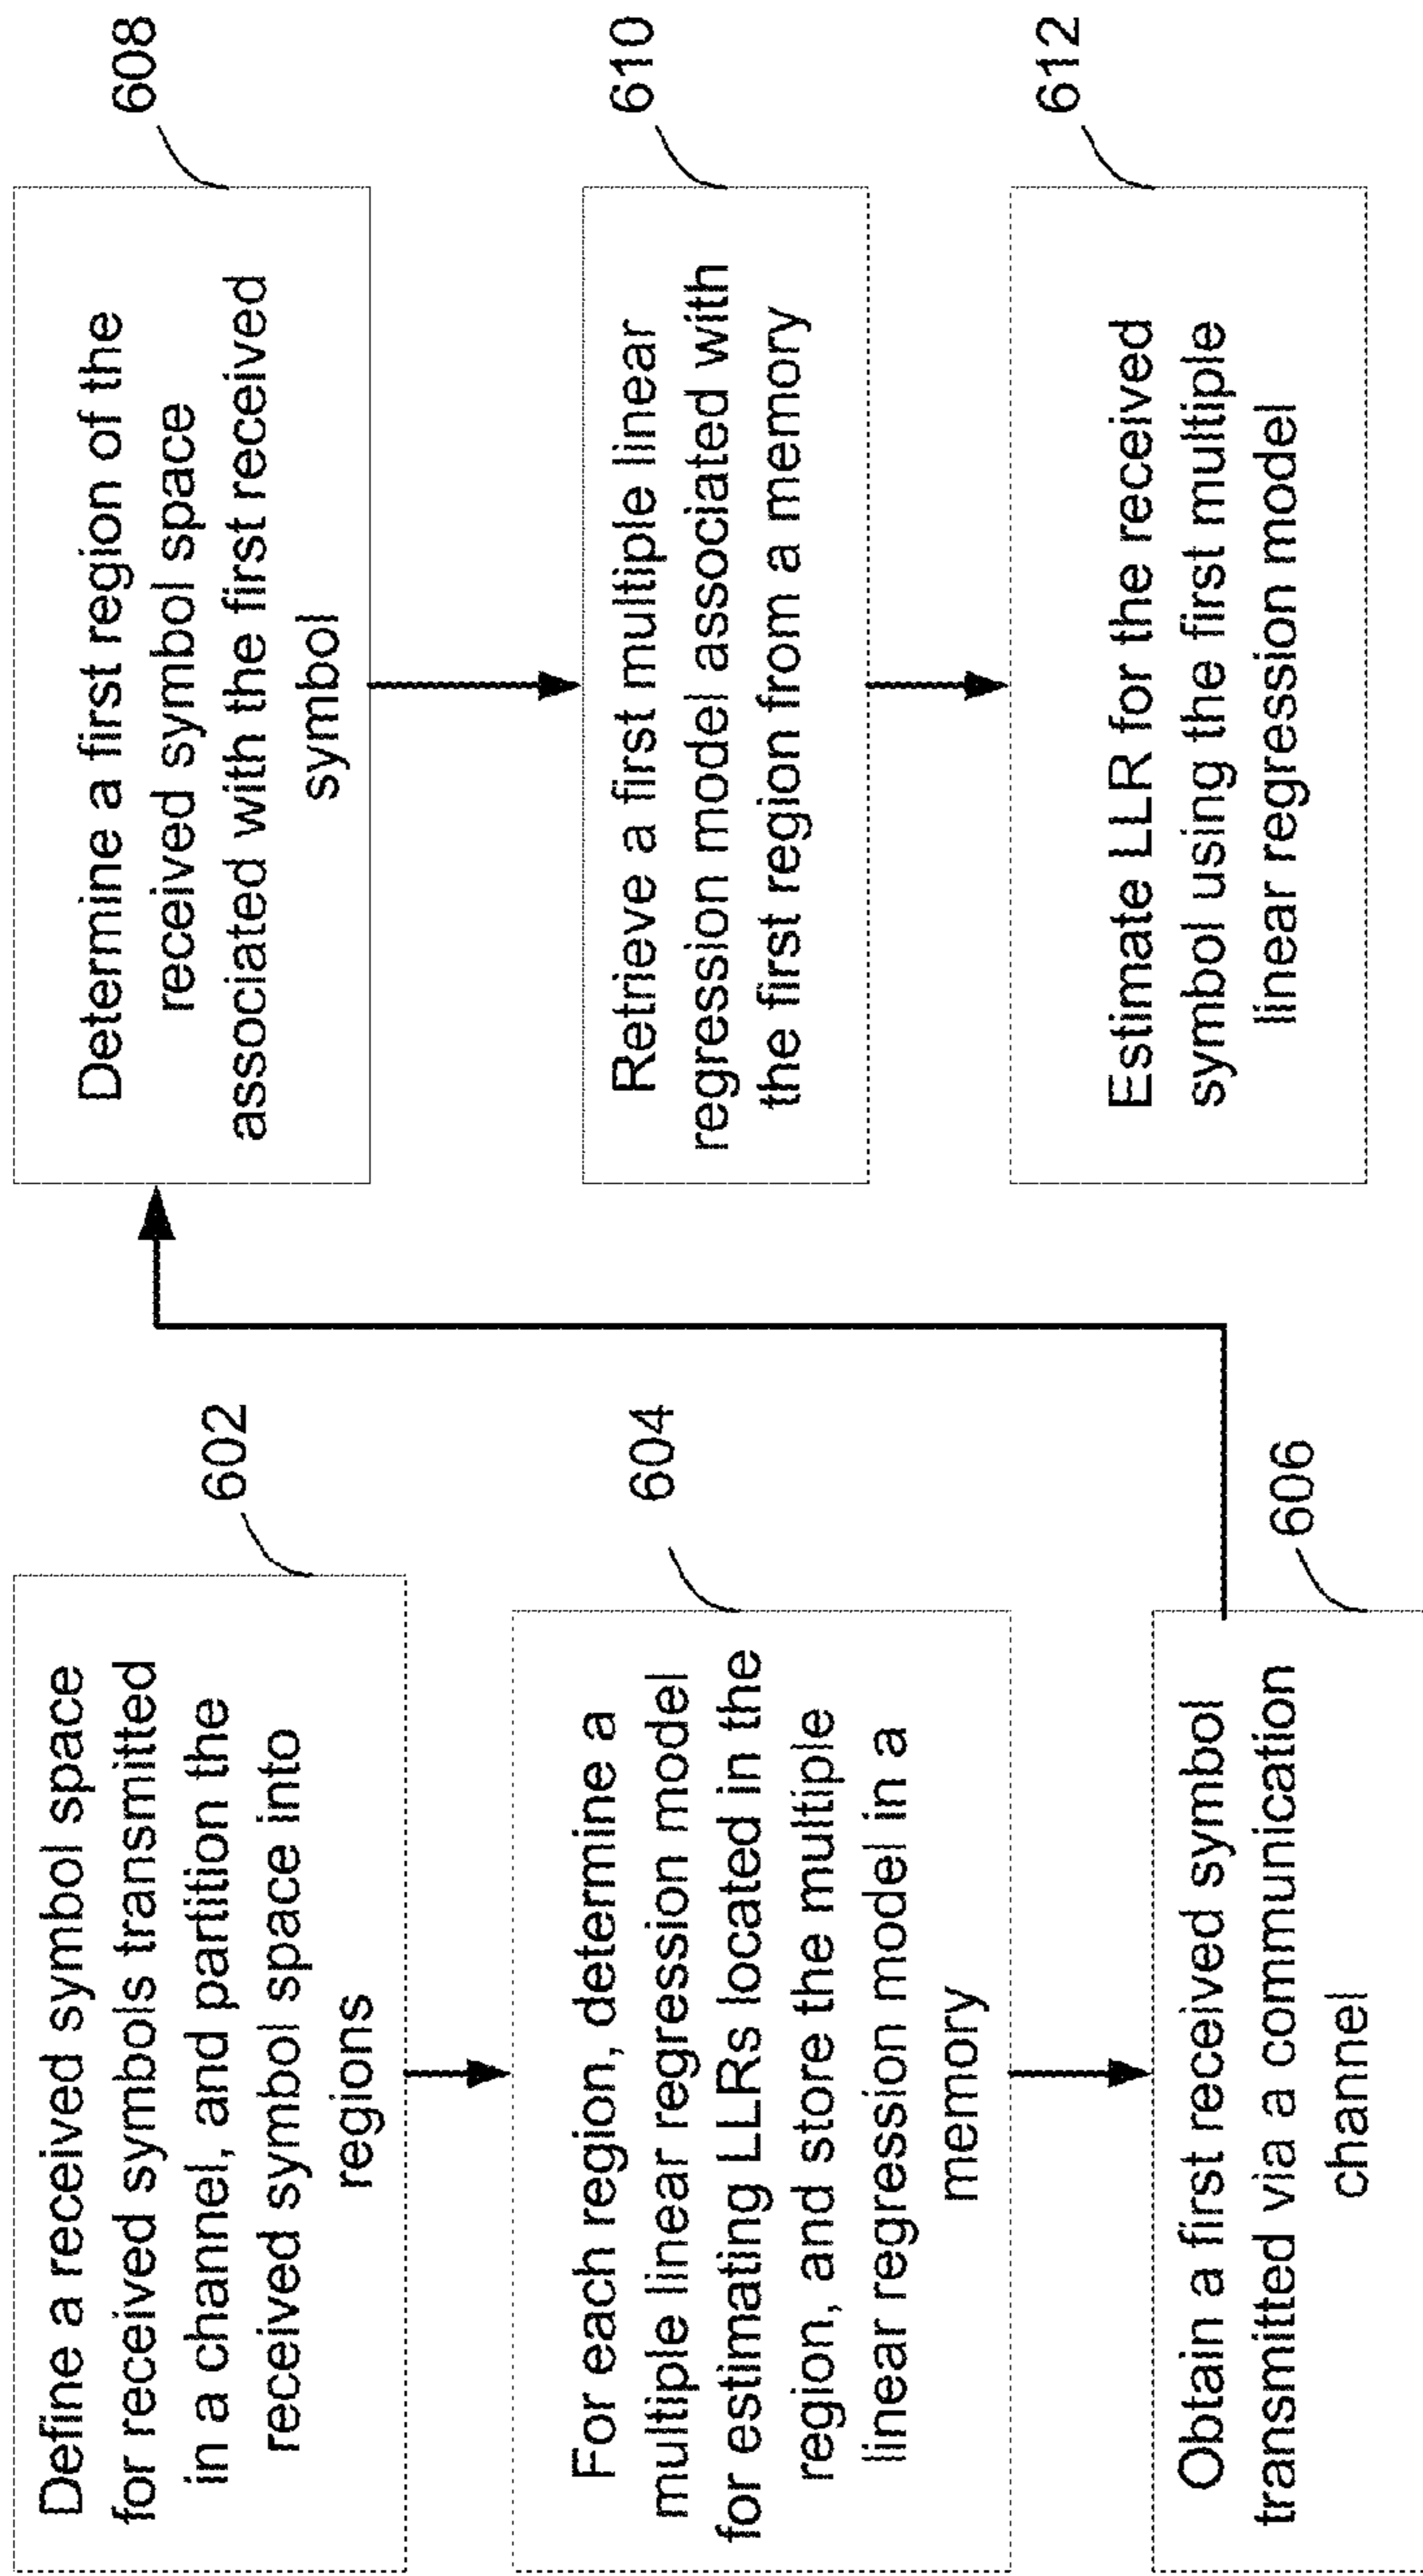 Define a received symbol space
for received symbols transmitted
in a channel, and partition the
received symbol space into
regions
602
For each region, determine a
multiple linear regression model
for estimating LLRs located in the
region, and store the multiple
linear regression model in a
memory
604
Obtain a first received symbol
transmitted via a communication
channel
606
Determine a first region of the
received symbol space
associated with the first received
symbol
608
Retrieve a first multiple linear
regression model associated with
the first region from a memory
610
Estimate LLR for the received
symbol using the first multiple
linear regression model
612